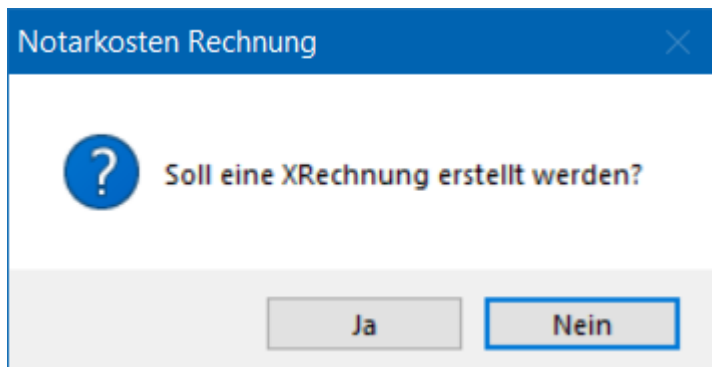 Notarkosten Rechnung
Soll eine XRechnung erstellt werden?
Ja
Nein